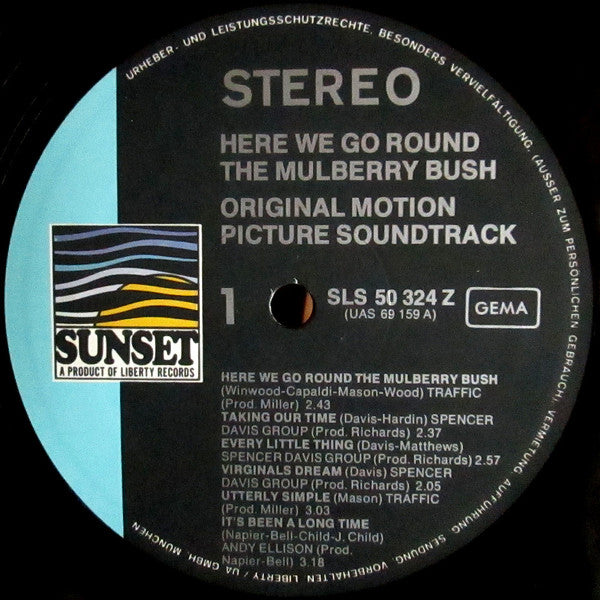 URHEBER- UND LEISTUNGSSCHUTZRECHTE. BESONDERS VERVIELFÄLTIGUNG, (AUSSER ZUM PERSÖNLICHEN GEBRAUCH), VERMIETUNG AUFFÜHRUNG SENDUNG VORBEHALTEN LIBERTY / UA GMBH. MÜNCHEN
STEREO
HERE WE GO ROUND
THE MULBERRY BUSH
ORIGINAL MOTION
PICTURE SOUNDTRACK
1
SLS 50 324 Z
(UAS 69 159 A)
GEMA
SUNSET
A PRODUCT OF LIBERTY RECORDS
HERE WE GO ROUND THE MULBERRY BUSH
(Winwood-Capaldi-Mason-Wood) TRAFFIC
(Prod. Miller) 2.43
TAKING OUR TIME (Davis-Hardin) SPENCER
DAVIS GROUP (Prod. Richards) 2.37
EVERY LITTLE THING (Davis-Matthews)
SPENCER DAVIS GROUP (Prod. Richards) 2.57
VIRGINALS DREAM (Davis) SPENCER
DAVIS GROUP (Prod. Richards) 2.05
UTTERLY SIMPLE (Mason) TRAFFIC
(Prod. Miller) 3.03
IT'S BEEN A LONG TIME
(Napier-Bell-Child-J. Child)
ANDY ELLISON (Prod.
Napier-Bell) 3.18